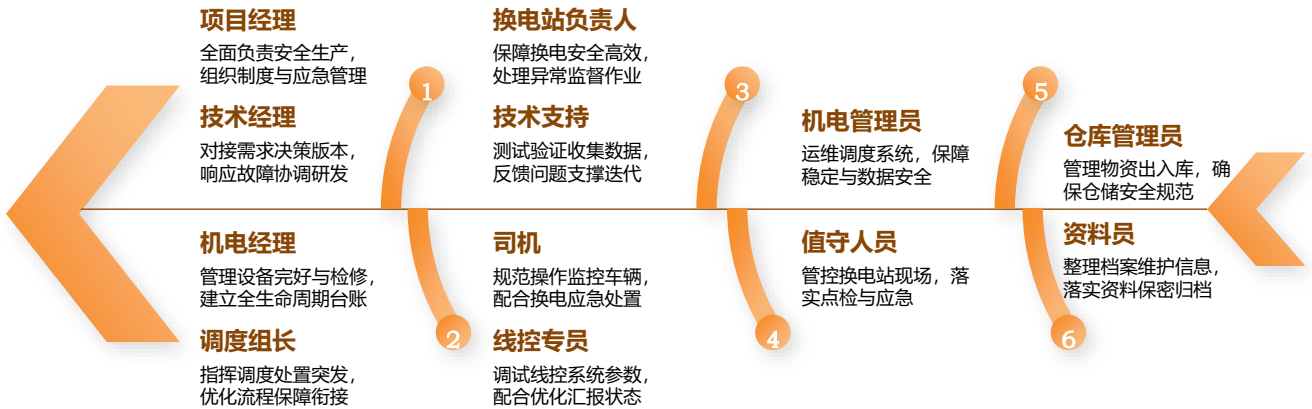 项目经理
全面负责安全生产，
组织制度与应急管理
技术经理
对接需求决策版本，
响应故障协调研发
机电经理
管理设备完好与检修，
建立全生命周期台账
调度组长
指挥调度处置突发，
优化流程保障衔接
1
2
换电站负责人
保障换电安全高效，
处理异常监督作业
技术支持
测试验证收集数据，
反馈问题支撑迭代
司机
规范操作监控车辆，
配合换电应急处置
线控专员
调试线控系统参数，
配合优化汇报状态
3
4
机电管理员
运维调度系统，保障
稳定与数据安全
值守人员
管控换电站现场，落
实点检与应急
5
6
仓库管理员
管理物资出入库，确
保仓储安全规范
资料员
整理档案维护信息，
落实资料保密归档